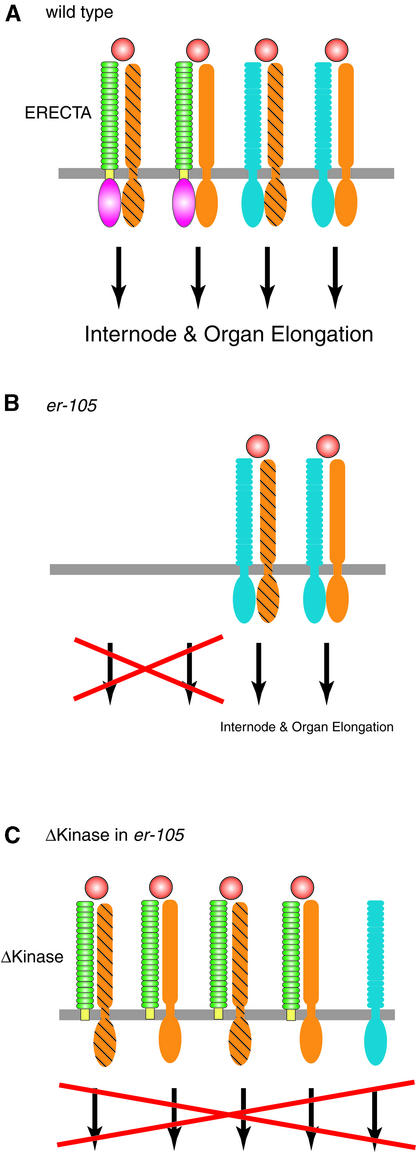 A wild type
ERECTA
Internode & Organ Elongation
B er-105
Internode & Organ Elongation
C ΔKinase in er-105
ΔKinase